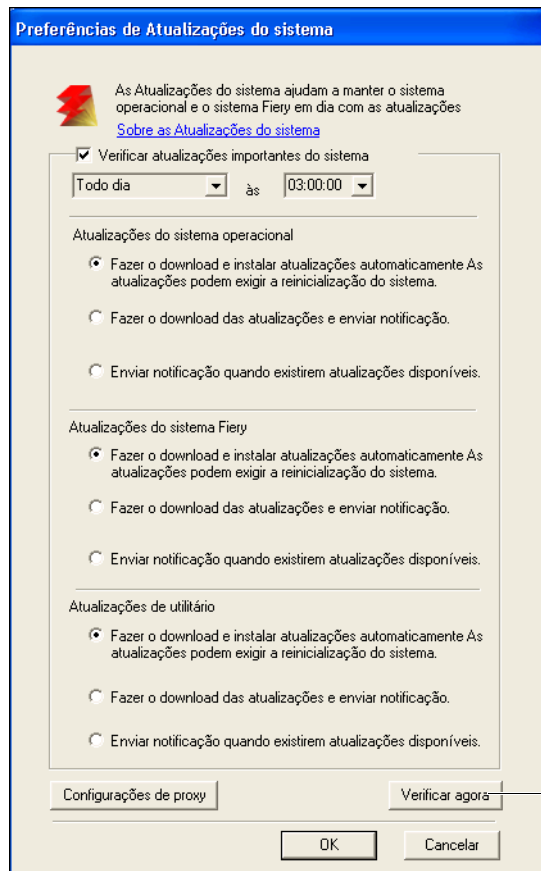 Preferências de Atualizações do sistema
As Atualizações do sistema ajudam a manter o sistema
operacional e o sistema Fiery em dia com as atualizações
Sobre as Atualizações do sistema
Verificar atualizações importantes do sistema
Todo dia às 03:00:00
Atualizações do sistema operacional
Fazer o download e instalar atualizações automaticamente As
atualizações podem exigir a reinicialização do sistema.
Fazer o download das atualizações e enviar notificação.
Enviar notificação quando existirem atualizações disponíveis.
Atualizações do sistema Fiery
Fazer o download e instalar atualizações automaticamente As
atualizações podem exigir a reinicialização do sistema.
Fazer o download das atualizações e enviar notificação.
Enviar notificação quando existirem atualizações disponíveis.
Atualizações de utilitário
Fazer o download e instalar atualizações automaticamente As
atualizações podem exigir a reinicialização do sistema.
Fazer o download das atualizações e enviar notificação.
Enviar notificação quando existirem atualizações disponíveis.
Configurações de proxy Verificar agora
OK Cancelar